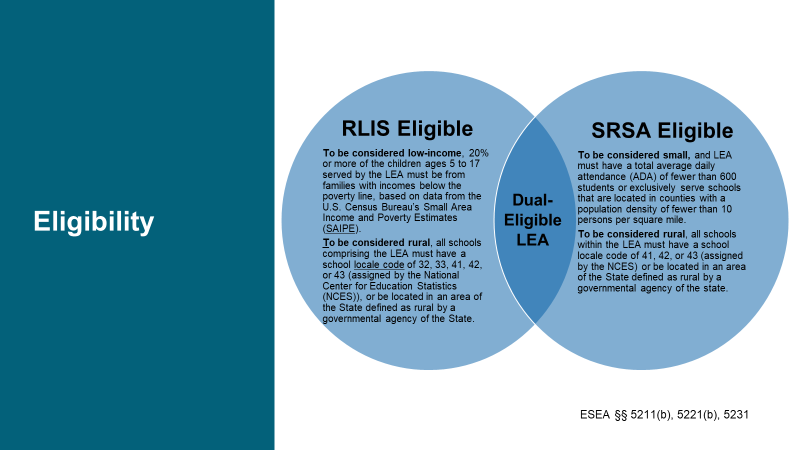 Eligibility
RLIS Eligible
To be considered low-income, 20%
or more of the children ages 5 to 17
served by the LEA must be from
families with incomes below the
poverty line, based on data from the
U.S. Census Bureau's Small Area
Income and Poverty Estimates
(SAIPE).
To be considered rural, all schools
comprising the LEA must have a
school locale code of 32, 33, 41, 42,
or 43 (assigned by the National
Center for Education Statistics
(NCES)), or be located in an area of
the State defined as rural by a
governmental agency of the State.
Dual-
Eligible
LEA
SRSA Eligible
To be considered small, and LEA
must have a total average daily
attendance (ADA) of fewer than 600
students or exclusively serve schools
that are located in counties with a
population density of fewer than 10
persons per square mile.
To be considered rural, all schools
within the LEA must have a school
locale code of 41, 42, or 43 (assigned
by the NCES) or be located in an area
of the State defined as rural by a
governmental agency of the state.
ESEA §§ 5211(b), 5221(b), 5231